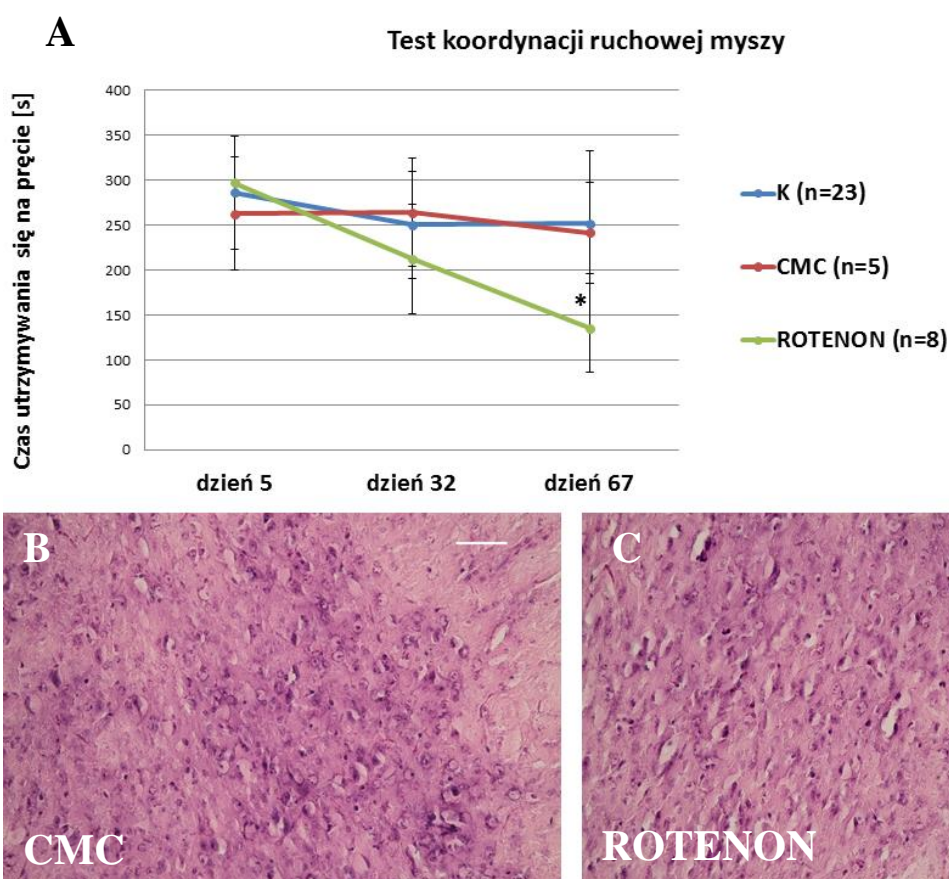 A
Test koordynacji ruchowej myszy
Czas utrzymywania się na pręcie [s]
400
350
300
250
200
150
100
50
0
*
dzień 5 dzień 32 dzień 67
K (n=23)
CMC (n=5)
ROTENON (n=8)
B
CMC
C
ROTENON